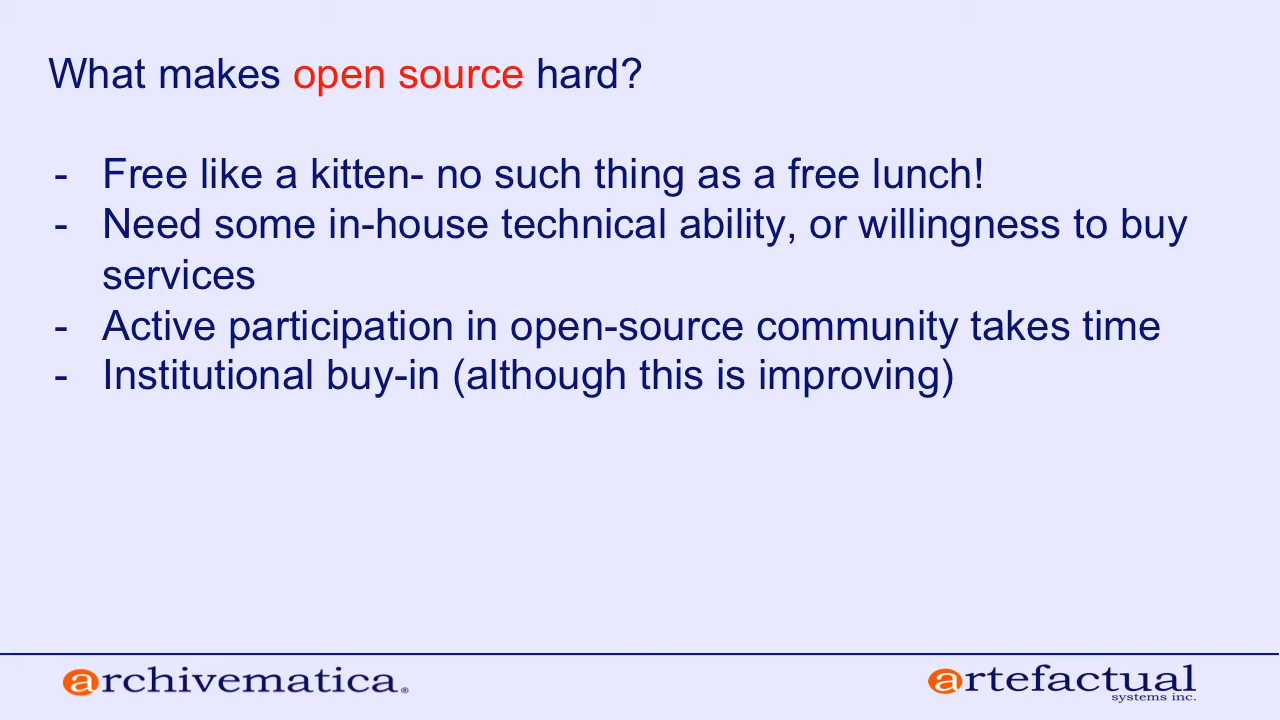 What makes open source hard?
- Free like a kitten- no such thing as a free lunch!
- Need some in-house technical ability, or willingness to buy
services
- Active participation in open-source community takes time
- Institutional buy-in (although this is improving)
archivematica®
artefactual
systems inc.